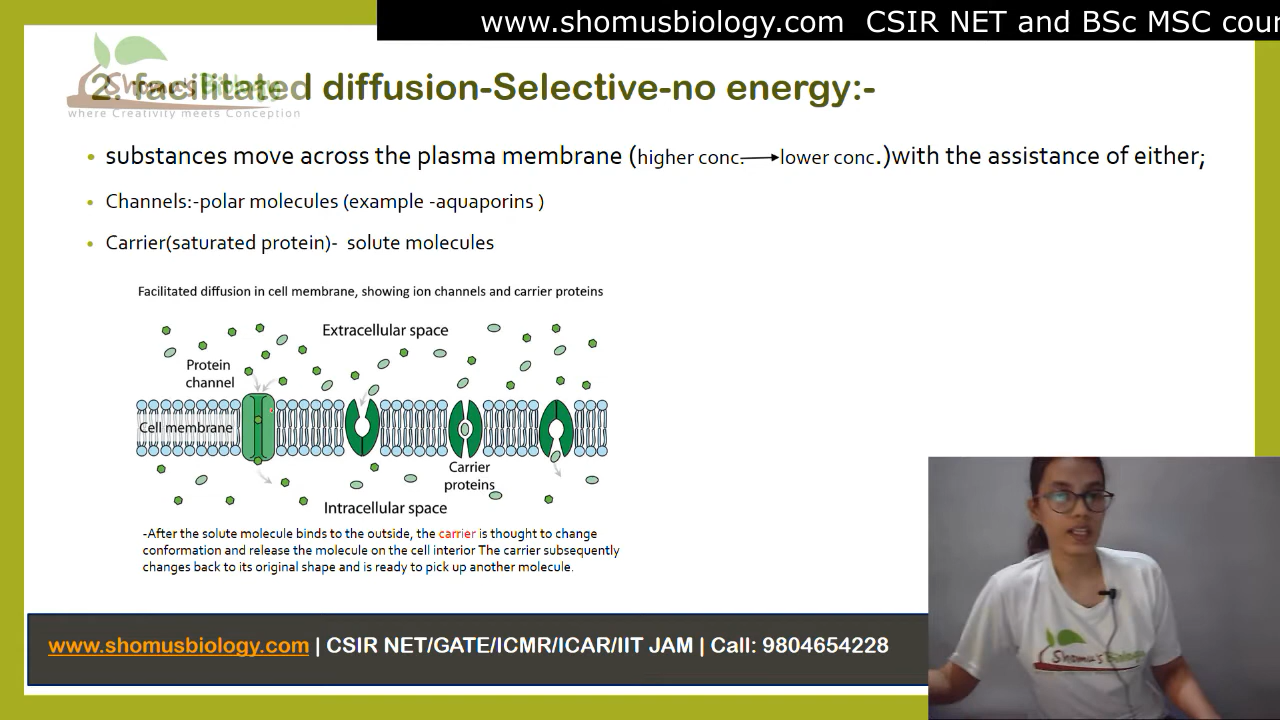 www.shomusbiology.com CSIR NET and BSc MSC cour
Shomu's Biology
where Creativity meets Conception
2. facilitated diffusion-Selective-no energy:-
• substances move across the plasma membrane (higher conc. lower conc.)with the assistance of either;
• Channels:-polar molecules (example -aquaporins )
• Carrier(saturated protein)- solute molecules
Facilitated diffusion in cell membrane, showing ion channels and carrier proteins
Extracellular space
Protein
channel
Cell membrane
Carrier
proteins
Intracellular space
-After the solute molecule binds to the outside, the carrier is thought to change
conformation and release the molecule on the cell interior The carrier subsequently
changes back to its original shape and is ready to pick up another molecule.
www.shomusbiology.com | CSIR NET/GATE/ICMR/ICAR/IIT JAM | Call: 9804654228
Shomu's Biology